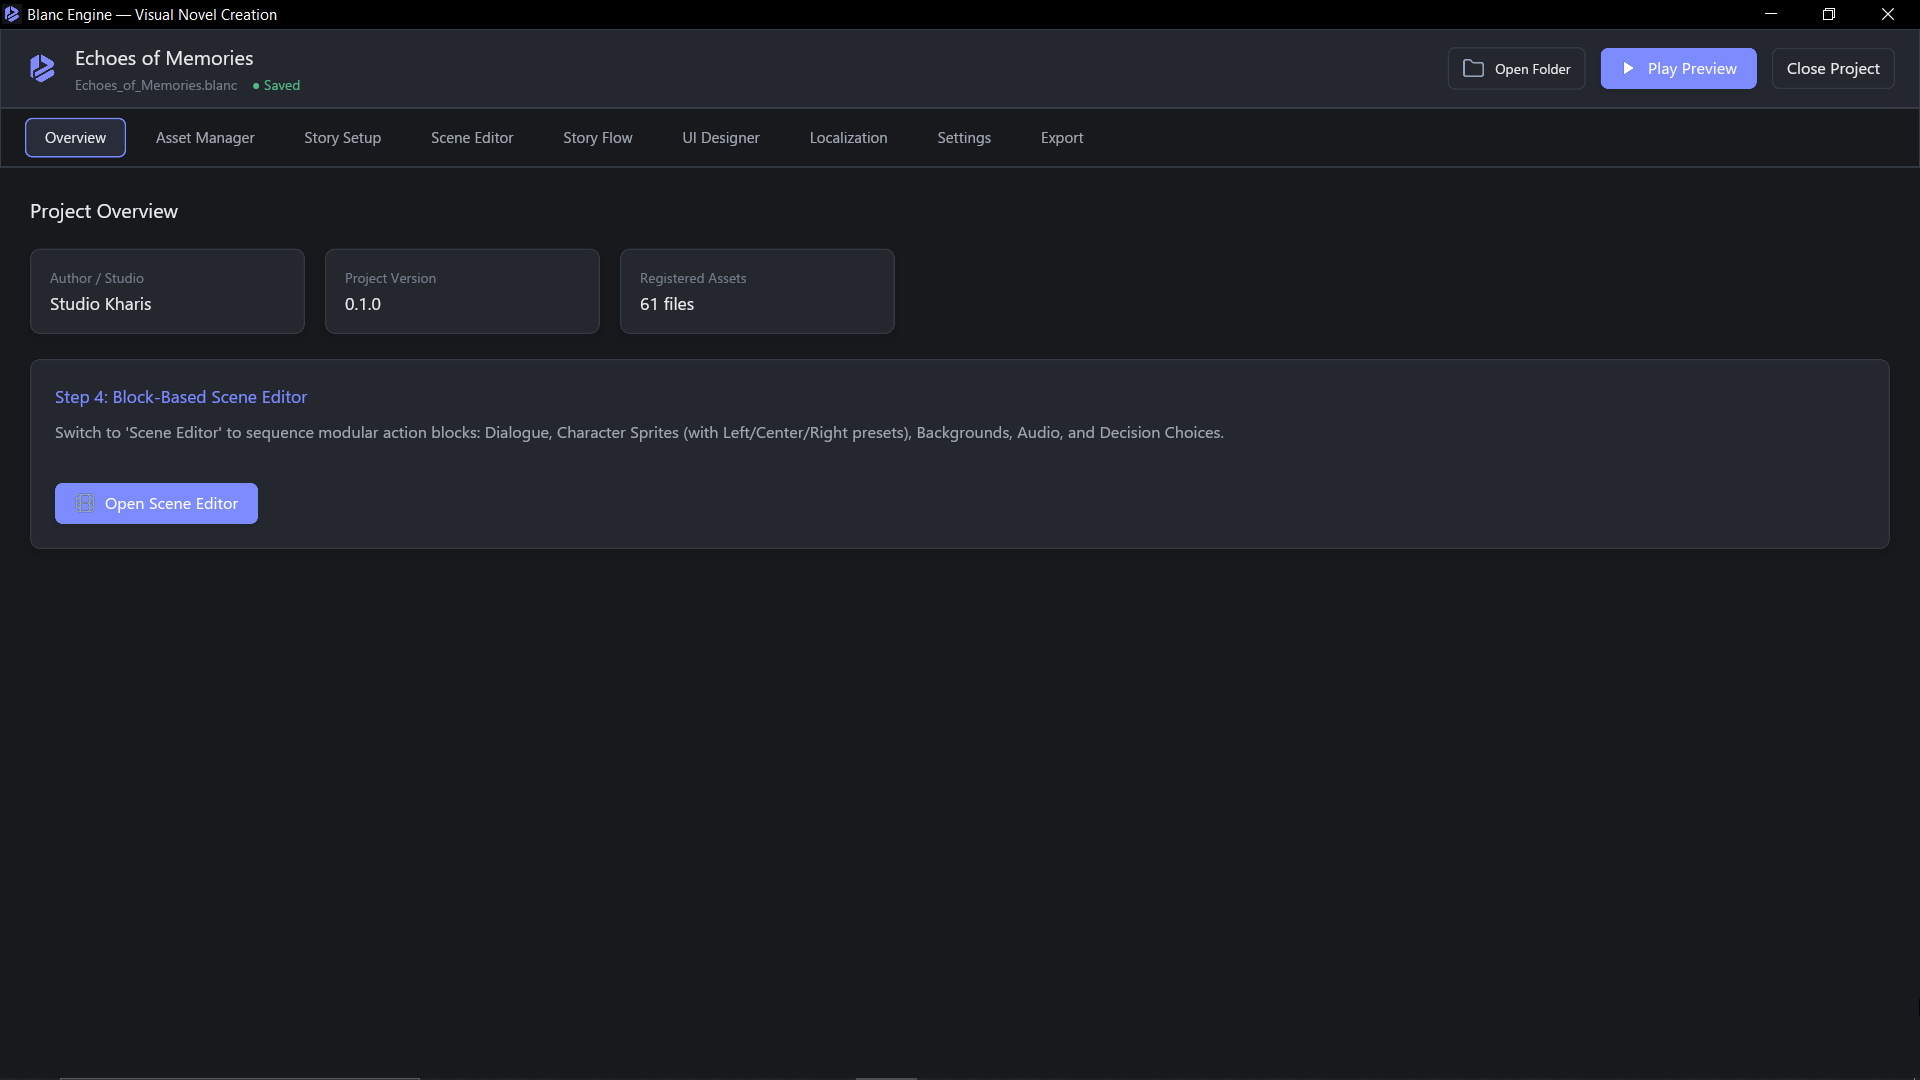 Blanc Engine — Visual Novel Creation
Echoes of Memories
Echoes_of_Memories.blanc ● Saved
Open Folder
Play Preview
Close Project
Overview
Asset Manager
Story Setup
Scene Editor
Story Flow
UI Designer
Localization
Settings
Export
Project Overview
Author / Studio
Studio Kharis
Project Version
0.1.0
Registered Assets
61 files
Step 4: Block-Based Scene Editor
Switch to 'Scene Editor' to sequence modular action blocks: Dialogue, Character Sprites (with Left/Center/Right presets), Backgrounds, Audio, and Decision Choices.
Open Scene Editor